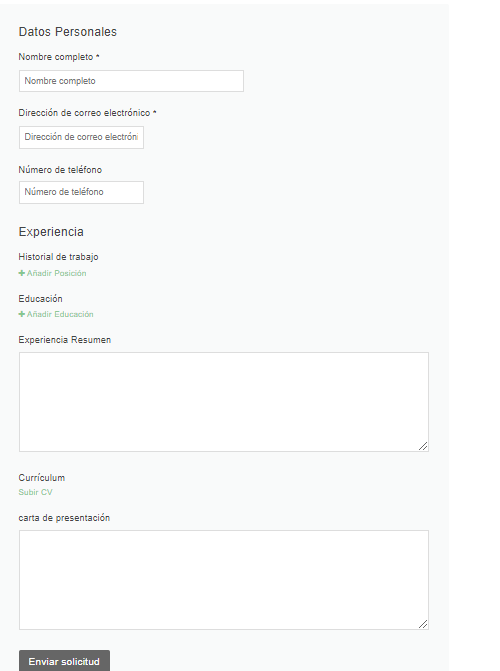 Datos Personales
Nombre completo *
Nombre completo
Dirección de correo electrónico *
Dirección de correo electrón
Número de teléfono
Número de teléfono
Experiencia
Historial de trabajo
+ Añadir Posición
Educación
+ Añadir Educación
Experiencia Resumen
Currículum
Subir CV
carta de presentación
Enviar solicitud